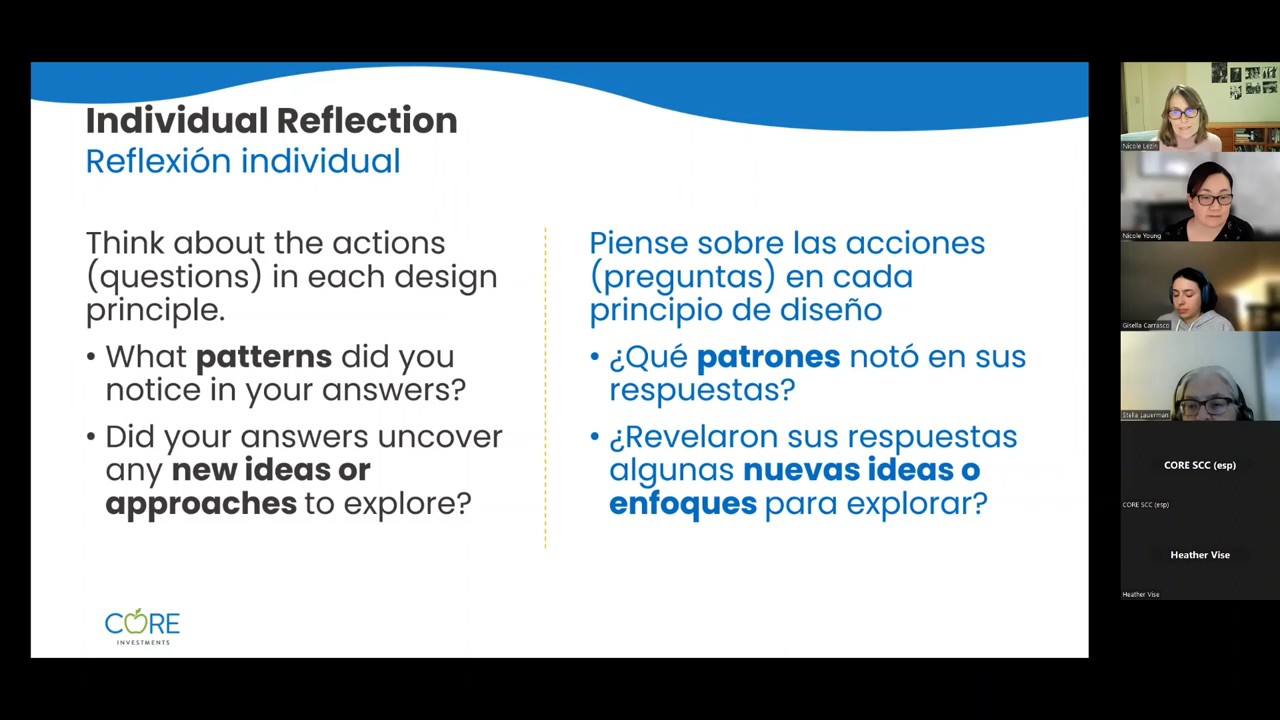 Individual Reflection
Reflexión individual
Think about the actions
(questions) in each design
principle.
• What patterns did you
notice in your answers?
• Did your answers uncover
any new ideas or
approaches to explore?
Piense sobre las acciones
(preguntas) en cada
principio de diseño
• ¿Qué patrones notó en sus
respuestas?
• ¿Revelaron sus respuestas
algunas nuevas ideas o
enfoques para explorar?
CORE
INVESTMENTS
Nicole Lezin
Nicole Young
Gisella Carrasco
Stella Lauerman
CORE SCC (esp)
CORE SCC (esp)
Heather Vise
Heather Vise